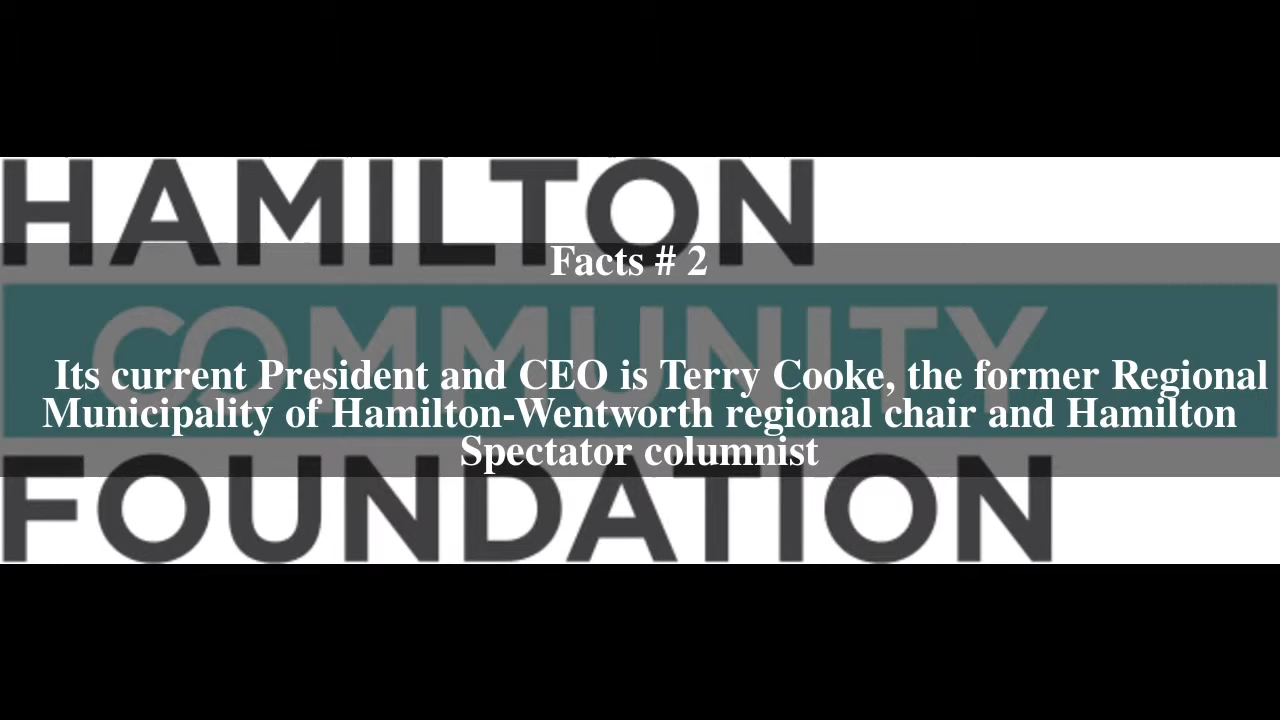 HAMILTON
Facts # 2
COMMUNITY
Its current President and CEO is Terry Cooke, the former Regional
Municipality of Hamilton-Wentworth regional chair and Hamilton
Spectator columnist
FOUNDATION